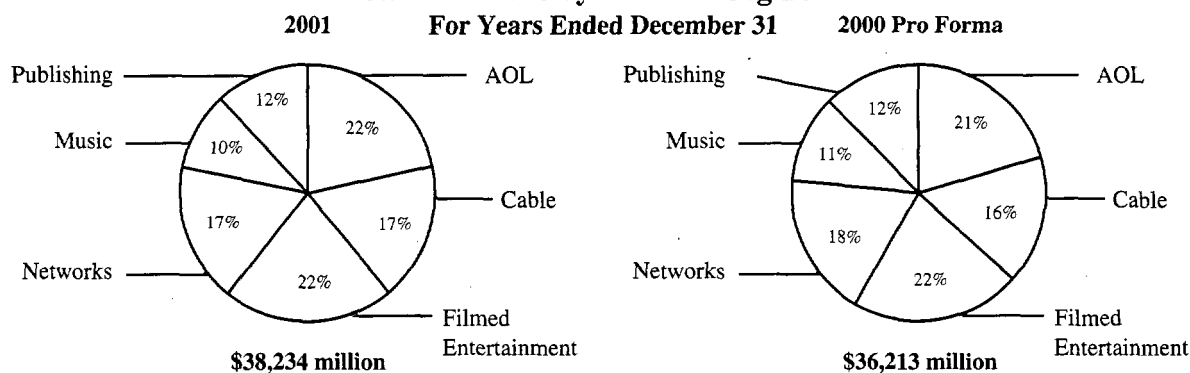 2001 For Years Ended December 31 2000 Pro Forma
Publishing AOL Publishing AOL
12% 22% 12% 21%
Music Music
10% 11%
Cable Cable
17% 17% 18% 16%
Networks 22% Networks 22%
Filmed Filmed
Entertainment Entertainment
$38,234 million $36,213 million